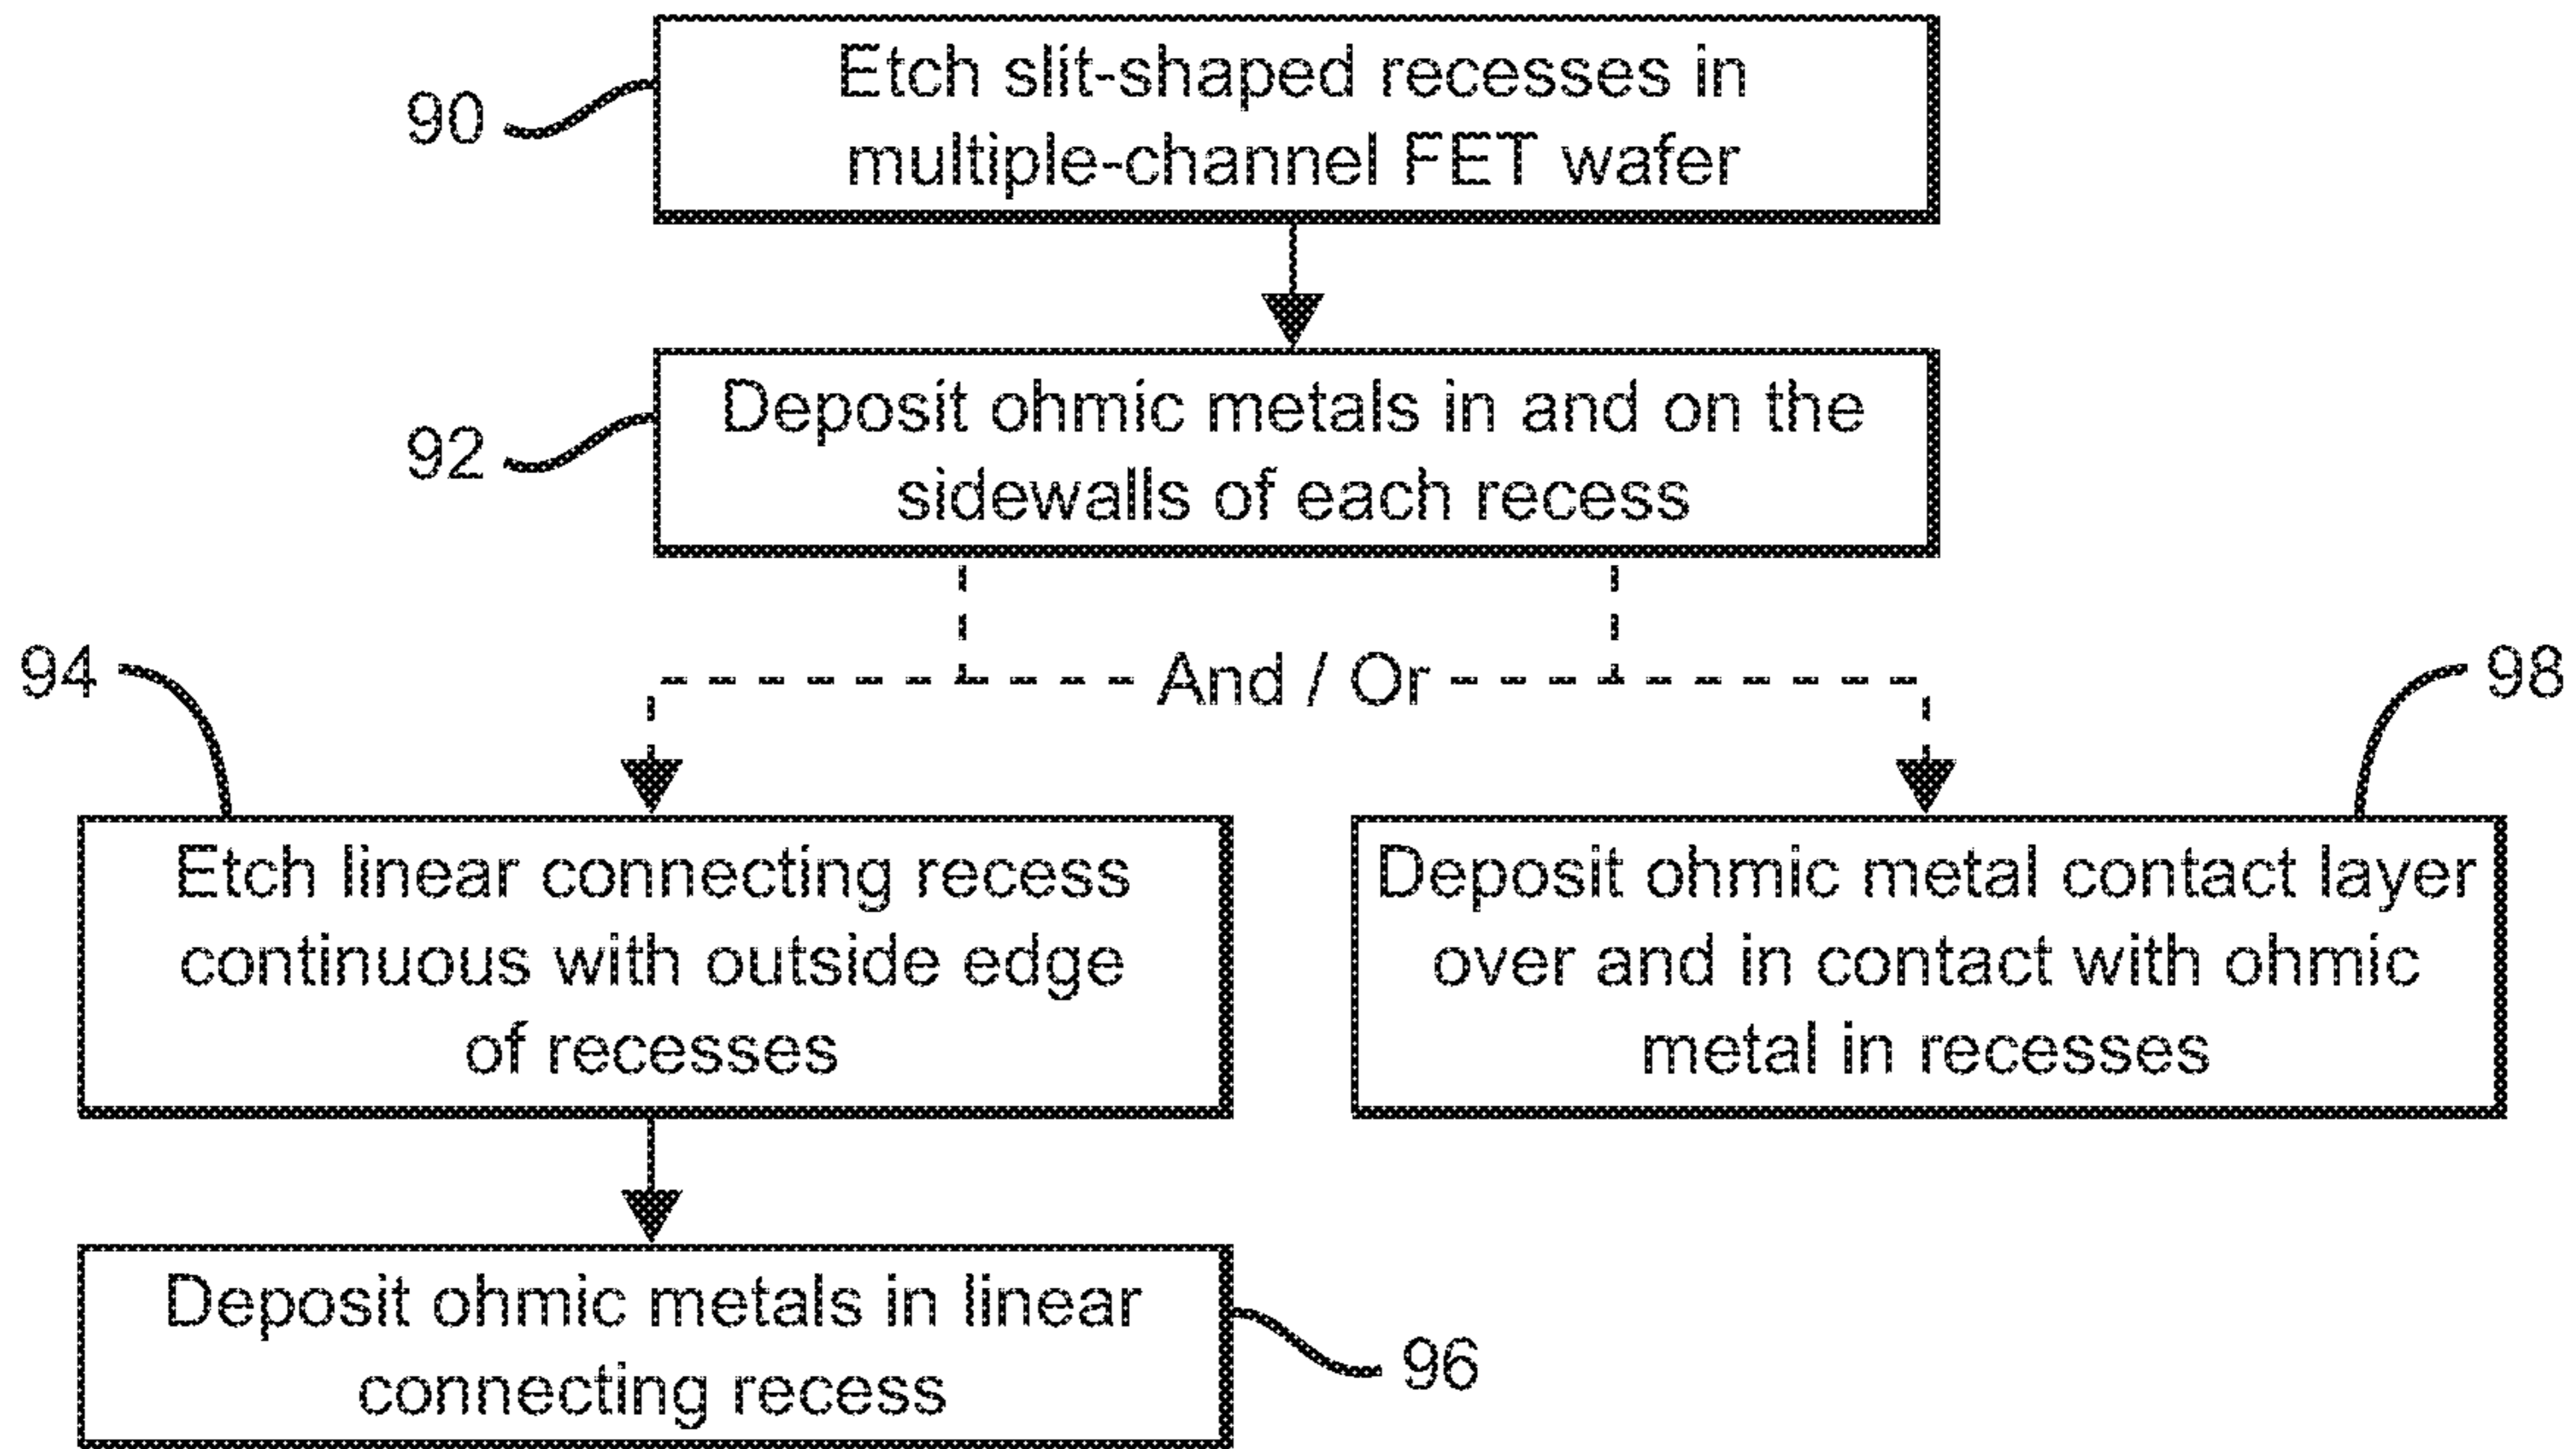 Etch slit-shaped recesses in
multiple-channel FET wafer
90
Deposit ohmic metals in and on the
sidewalls of each recess
92
And / Or
94
98
Etch linear connecting recess
continuous with outside edge
of recesses
Deposit ohmic metal contact layer
over and in contact with ohmic
metal in recesses
Deposit ohmic metals in linear
connecting recess
96